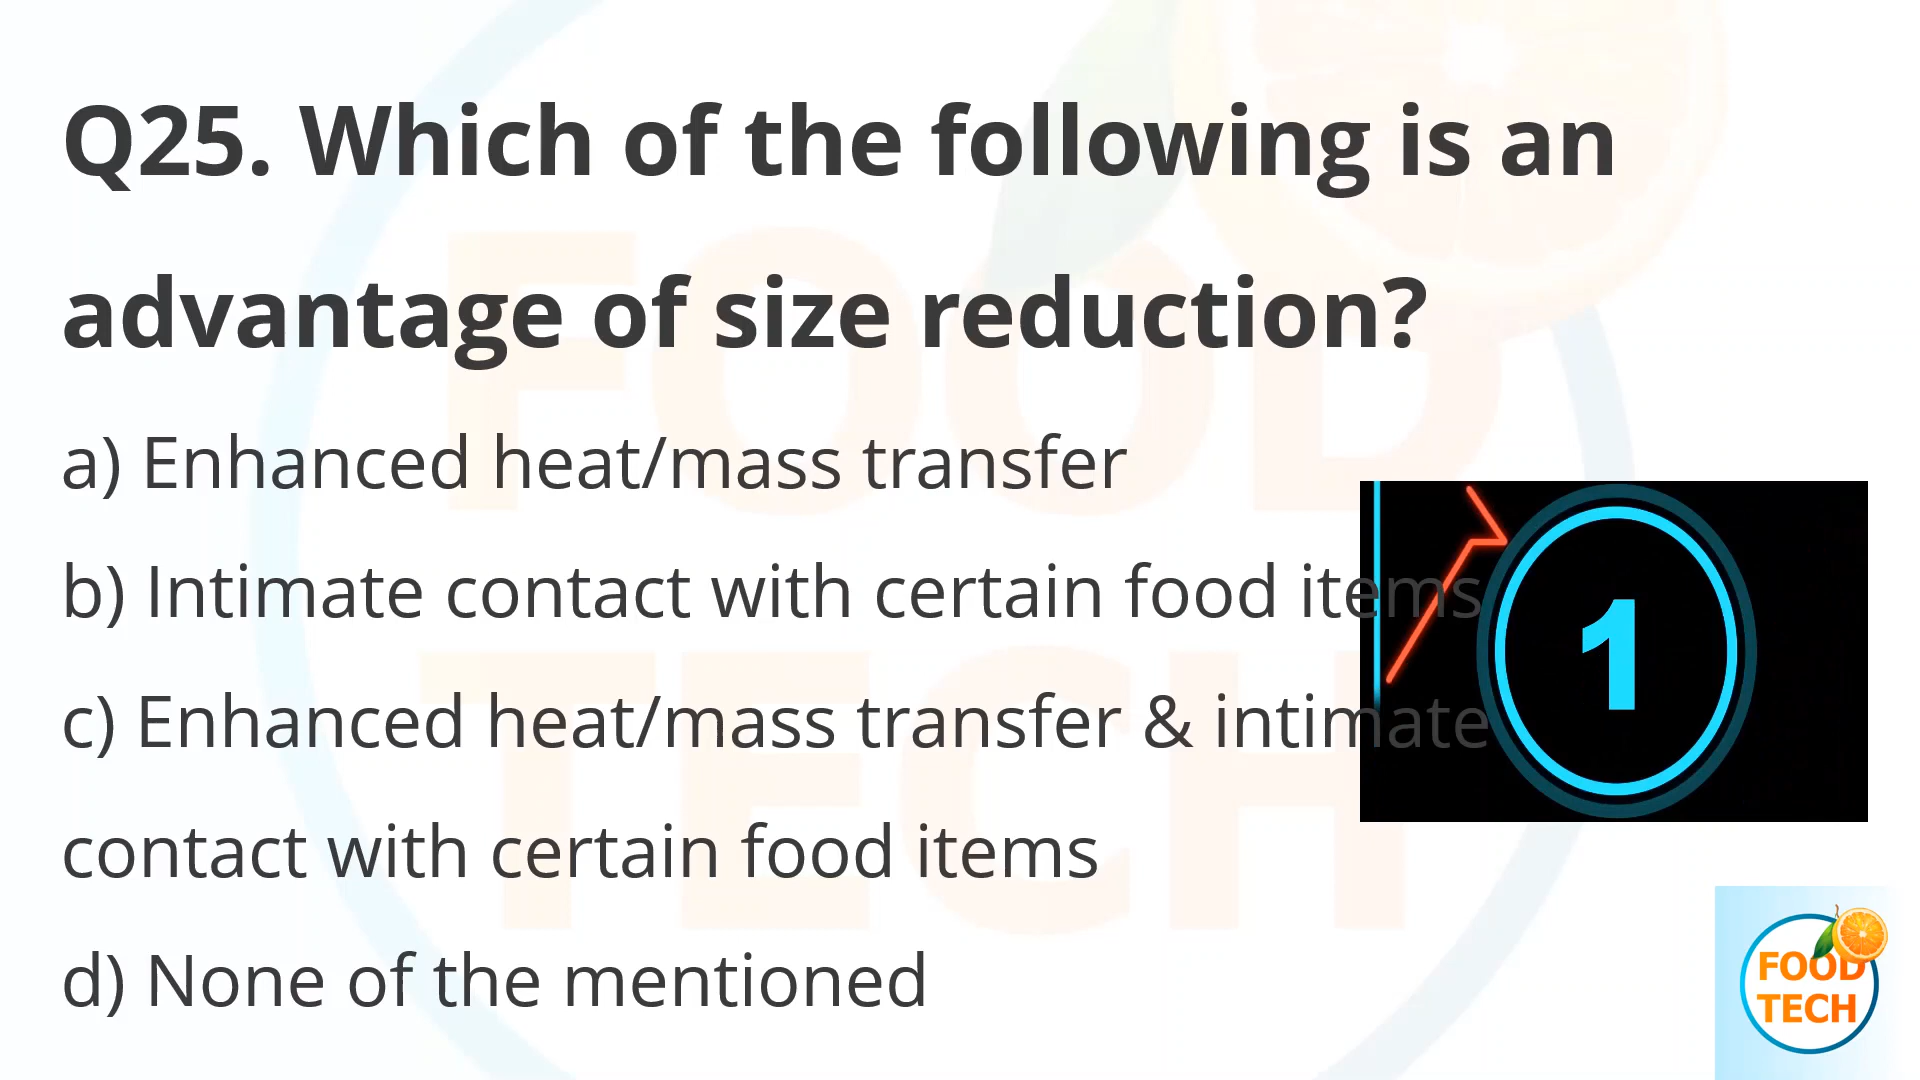 Q25. Which of the following is an
advantage of size reduction?
a) Enhanced heat/mass transfer
b) Intimate contact with certain food items
c) Enhanced heat/mass transfer & intimate
contact with certain food items
d) None of the mentioned
1
FOOD
TECH
FOOD
TECH